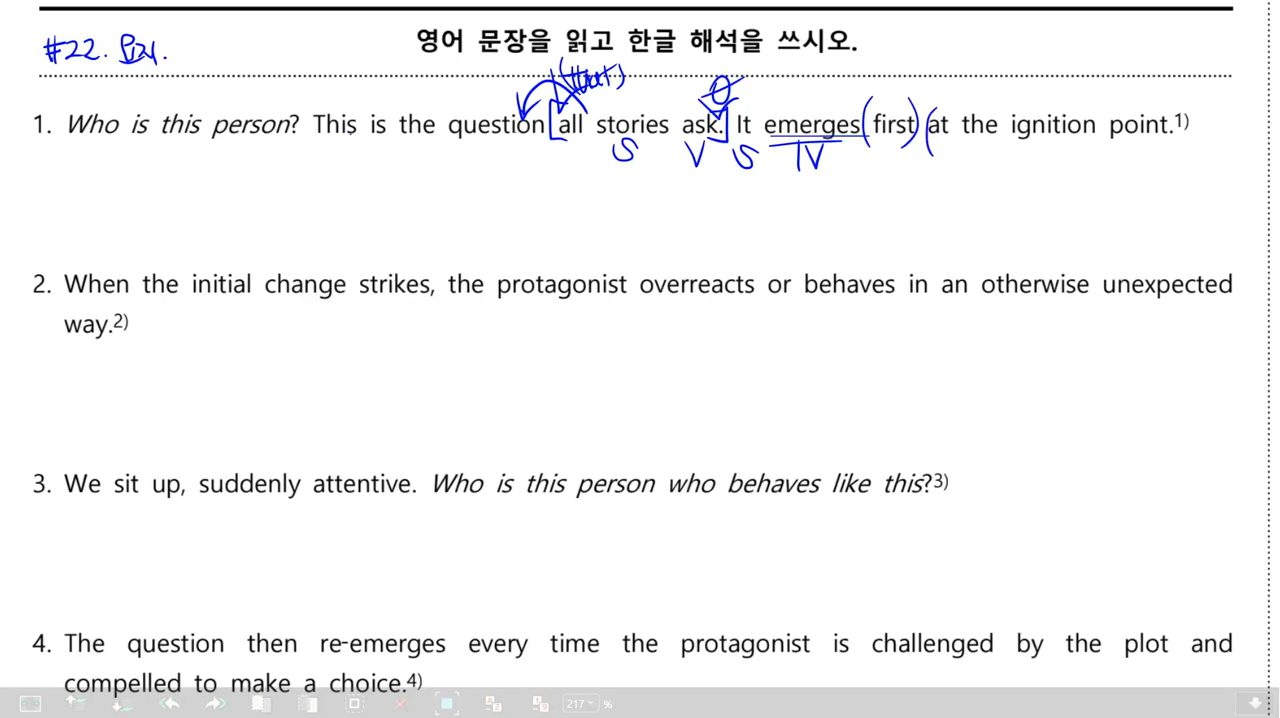 #22.
영어 문장을 읽고 한글 해석을 쓰시오.
(that)
1. Who is this person? This is the question [all stories ask.] It emerges (first) (at the ignition point.1)
S V S IV
2. When the initial change strikes, the protagonist overreacts or behaves in an otherwise unexpected
way.2)
3. We sit up, suddenly attentive. Who is this person who behaves like this?3)
4. The question then re-emerges every time the protagonist is challenged by the plot and
compelled to make a choice.4)
217 %